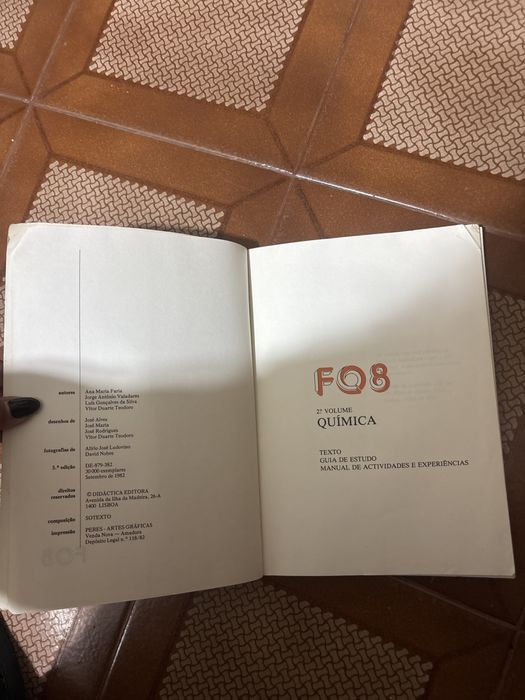 autores
Ana Maria Faria
Jorge António Valadares
Luís Gonçalves da Silva
Vítor Duarte Teodoro
desenhos de
José Alves
José Maria
José Rodrigues
Vítor Duarte Teodoro
fotografias de
Alírio José Ludovino
David Nobre
3.ª edição
DE-879-382
30 000 exemplares
Setembro de 1982
direitos
reservados
© DIDÁCTICA EDITORA
Avenida da Ilha da Madeira, 26-A
1400 LISBOA
composição
SOTEXTO
impressão
PERES - ARTES GRÁFICAS
Venda Nova — Amadora
Depósito Legal n.º 118/82
FQ8
2º VOLUME
QUÍMICA
TEXTO
GUIA DE ESTUDO
MANUAL DE ACTIVIDADES E EXPERIÊNCIAS